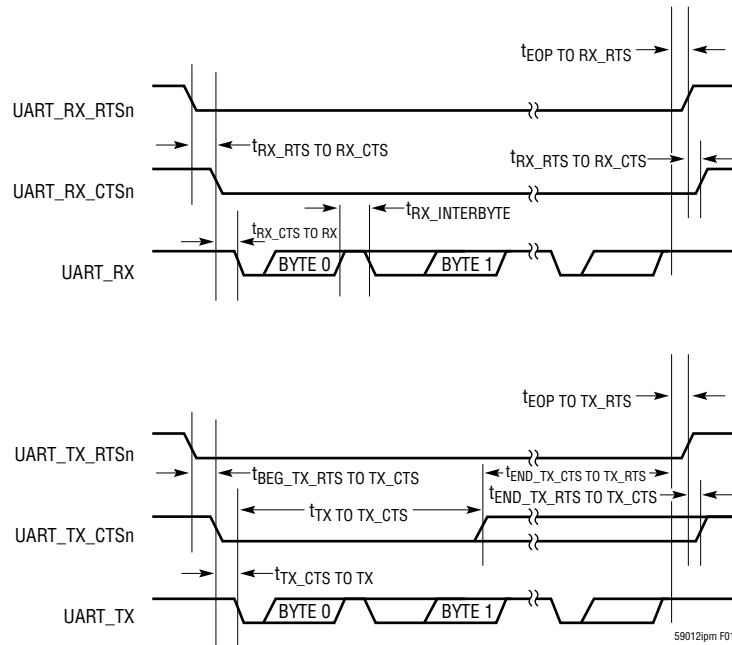 tEOP TO RX_RTS
UART_RX_RTSn
tRX_RTS TO RX_CTS
tRX_RTS TO RX_CTS
UART_RX_CTSn
tRX_INTERBYTE
tRX_CTS TO RX
UART_RX
BYTE 0
BYTE 1
tEOP TO TX_RTS
UART_TX_RTSn
tBEG_TX_RTS TO TX_CTS
tEND_TX_CTS TO TX_RTS
tEND_TX_RTS TO TX_CTS
tTX TO TX_CTS
UART_TX_CTSn
tTX_CTS TO TX
UART_TX
BYTE 0
BYTE 1
59012ipm F01